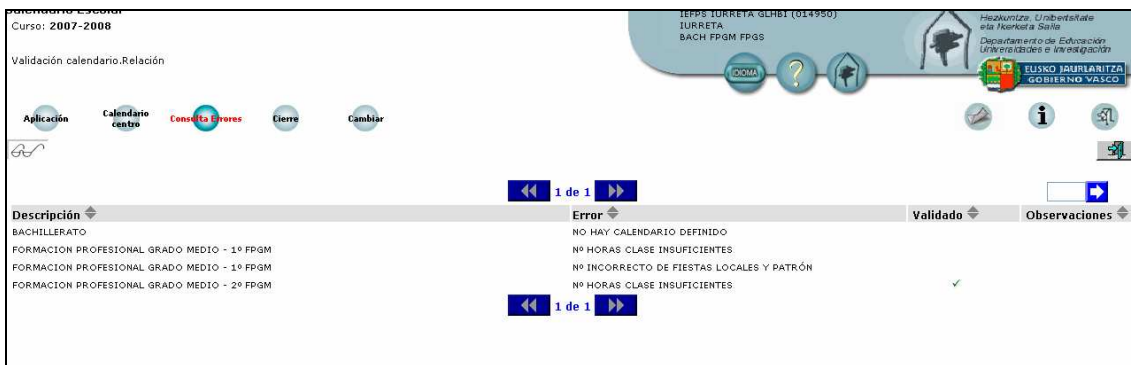 Calendario Escolar
Curso: 2007-2008
Validación calendario.Relación
IEFPS IURRETA GLHBI (014950)
IURRETA
BACH FPGM FPGS
IDIOMA
?
Hezkuntza, Unibertsitate
eta Ikerketa Saila
Departamento de Educación
Universidades e Investigación
EUSKO JAURLARITZA
GOBIERNO VASCO
Aplicación
Calendario centro
Consulta Errores
Cierre
Cambiar
i
1 de 1
Descripción Error Validado Observaciones
BACHILLERATO NO HAY CALENDARIO DEFINIDO
FORMACION PROFESIONAL GRADO MEDIO - 1º FPGM Nº HORAS CLASE INSUFICIENTES
FORMACION PROFESIONAL GRADO MEDIO - 1º FPGM Nº INCORRECTO DE FIESTAS LOCALES Y PATRÓN
FORMACION PROFESIONAL GRADO MEDIO - 2º FPGM Nº HORAS CLASE INSUFICIENTES ✓
1 de 1